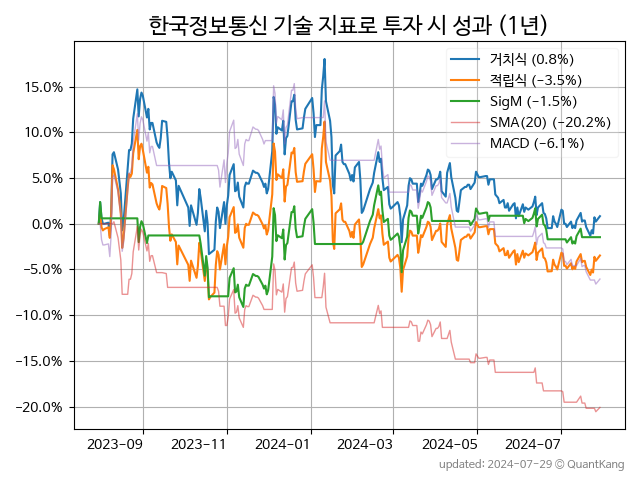 한국정보통신 기술 지표로 투자 시 성과 (1년)
거치식 (0.8%)
적립식 (−3.5%)
SigM (−1.5%)
SMA(20) (−20.2%)
MACD (−6.1%)
15.0%
10.0%
5.0%
0.0%
−5.0%
−10.0%
−15.0%
−20.0%
2023-09 2023-11 2024-01 2024-03 2024-05 2024-07
updated: 2024-07-29 © QuantKang